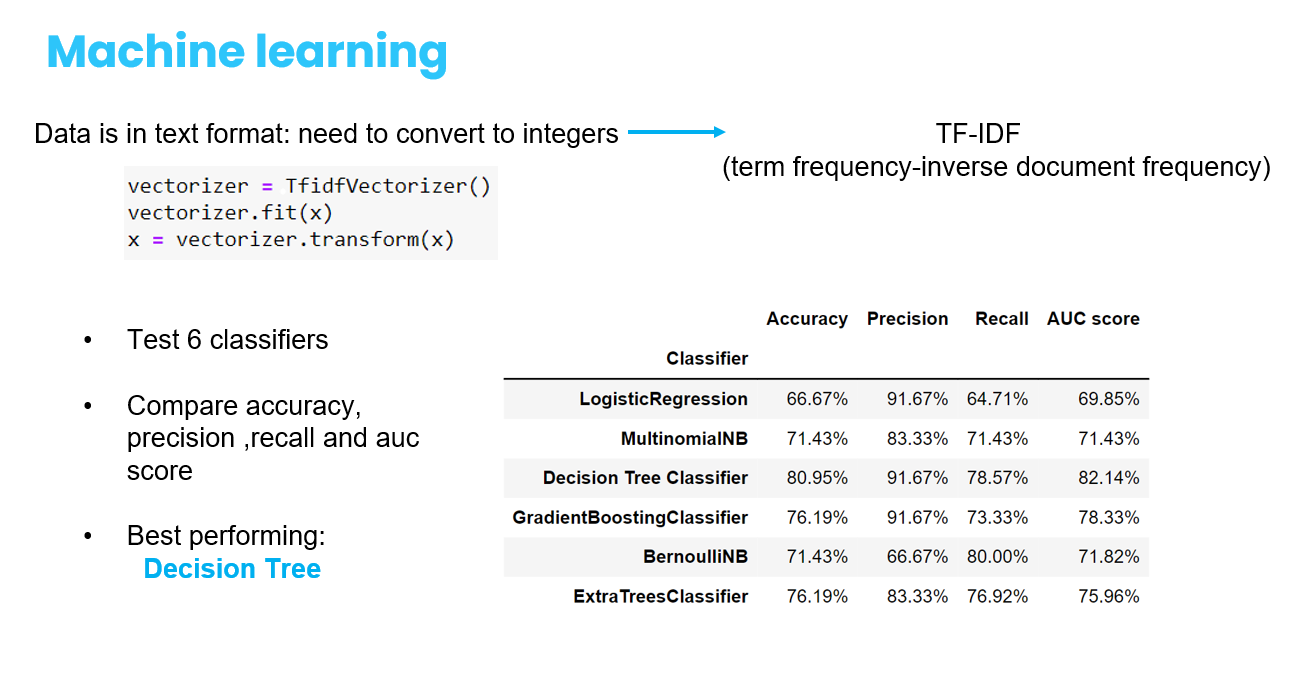 Machine learning
Data is in text format: need to convert to integers
TF-IDF
(term frequency-inverse document frequency)
vectorizer = TfidfVectorizer()
vectorizer.fit(x)
x = vectorizer.transform(x)
• Test 6 classifiers
• Compare accuracy,
precision ,recall and auc
score
• Best performing:
Decision Tree
Accuracy Precision Recall AUC score
Classifier
LogisticRegression 66.67% 91.67% 64.71% 69.85%
MultinomialNB 71.43% 83.33% 71.43% 71.43%
Decision Tree Classifier 80.95% 91.67% 78.57% 82.14%
GradientBoostingClassifier 76.19% 91.67% 73.33% 78.33%
BernoulliNB 71.43% 66.67% 80.00% 71.82%
ExtraTreesClassifier 76.19% 83.33% 76.92% 75.96%